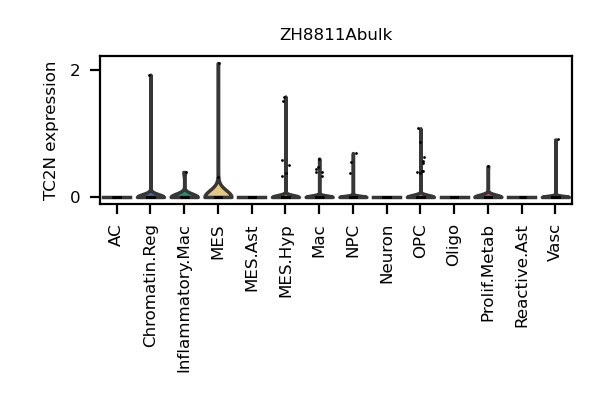 ZH8811Abulk
TC2N expression
2
0
AC
Chromatin.Reg
Inflammatory.Mac
MES
MES.Ast
MES.Hyp
Mac
NPC
Neuron
OPC
Oligo
Prolif.Metab
Reactive.Ast
Vasc